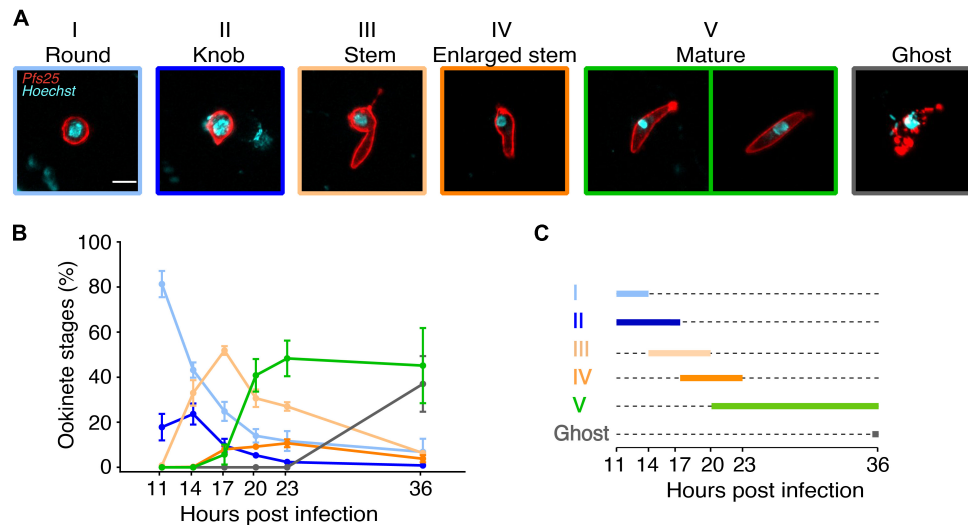 A
I II III IV V
Round Knob Stem Enlarged stem Mature Ghost
Pfs25
Hoechst
B
Ookinete stages (%)
100
80
60
40
20
0
11 14 17 20 23 36
Hours post infection
C
I
II
III
IV
V
Ghost
11 14 17 20 23 36
Hours post infection